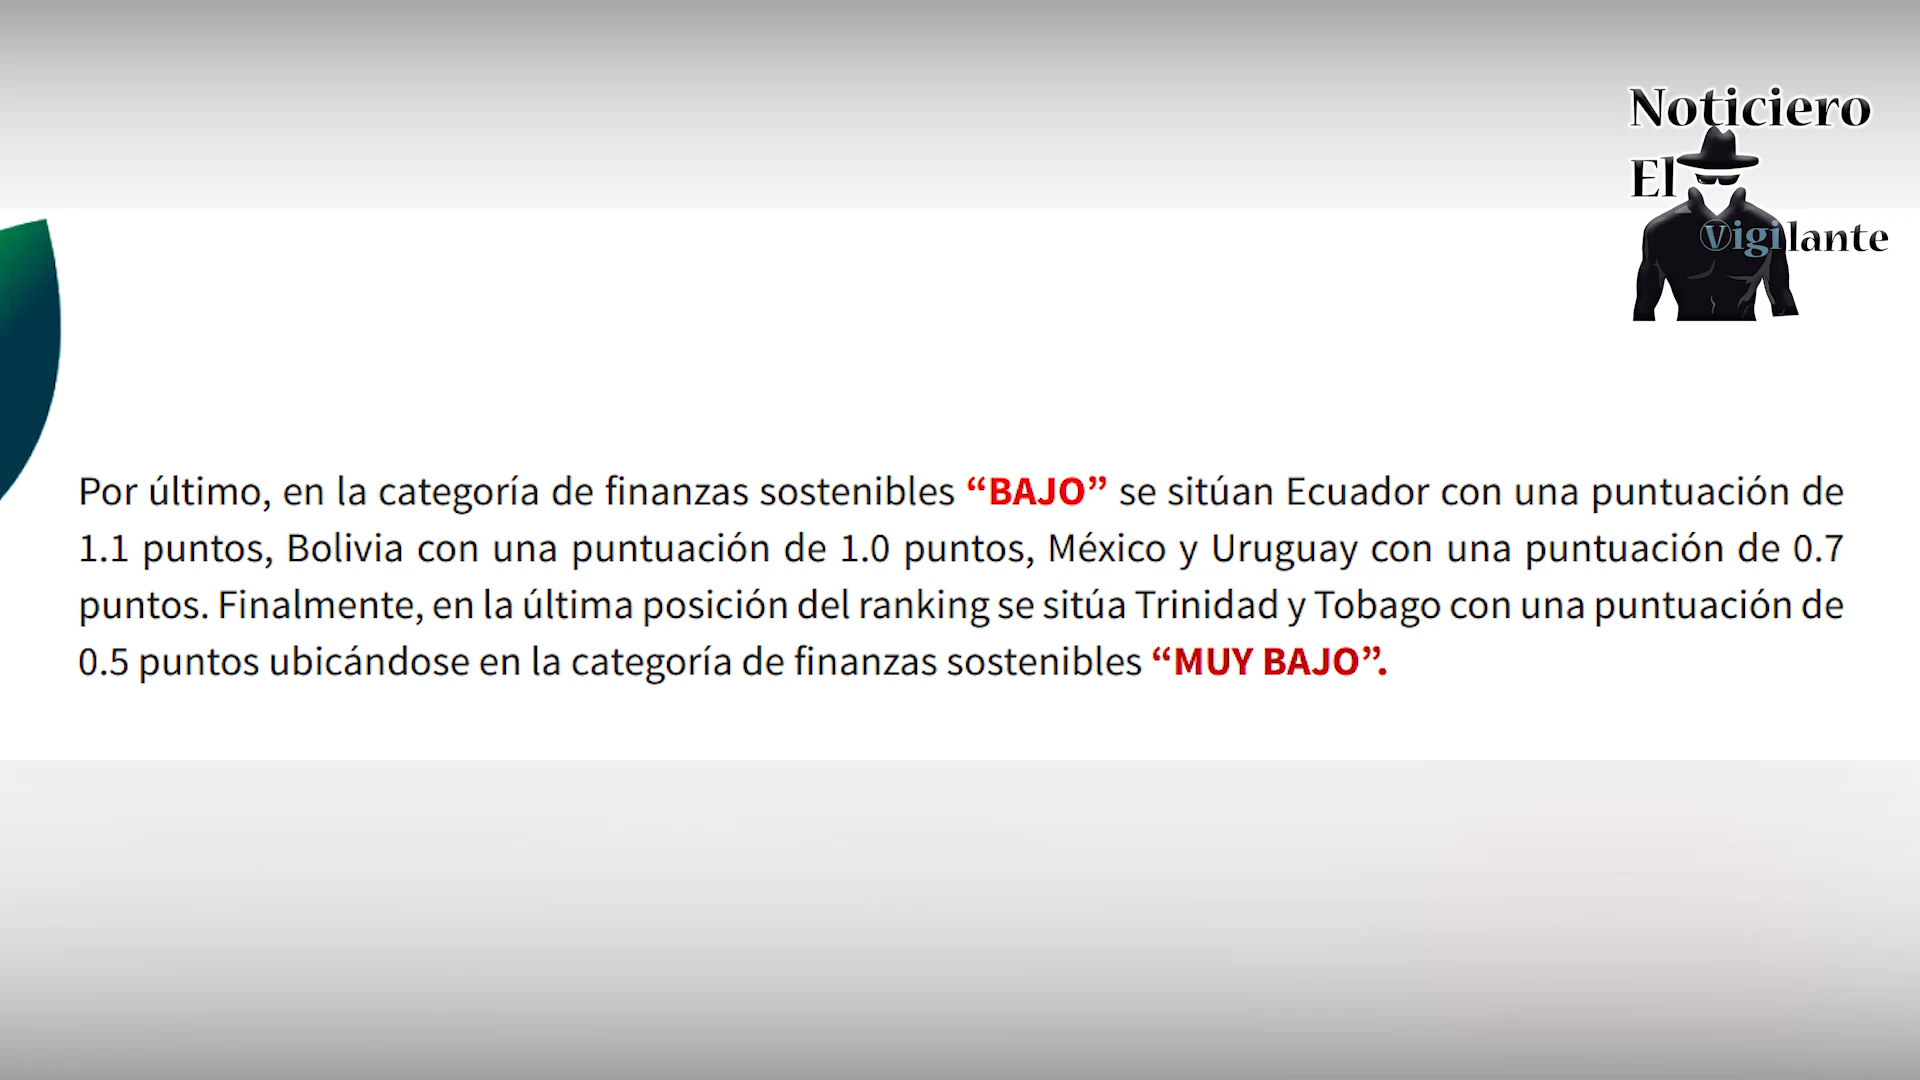 Noticiero
El
Vigilante
Por último, en la categoría de finanzas sostenibles “BAJO” se sitúan Ecuador con una puntuación de
1.1 puntos, Bolivia con una puntuación de 1.0 puntos, México y Uruguay con una puntuación de 0.7
puntos. Finalmente, en la última posición del ranking se sitúa Trinidad y Tobago con una puntuación de
0.5 puntos ubicándose en la categoría de finanzas sostenibles “MUY BAJO”.